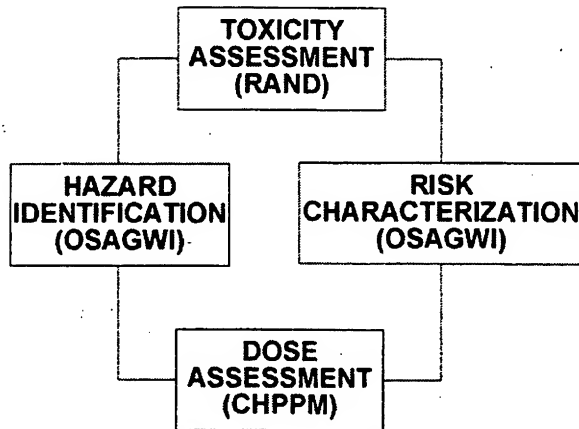 TOXICITY
ASSESSMENT
(RAND)
HAZARD
IDENTIFICATION
(OSAGWI)
RISK
CHARACTERIZATION
(OSAGWI)
DOSE
ASSESSMENT
(CHPPM)